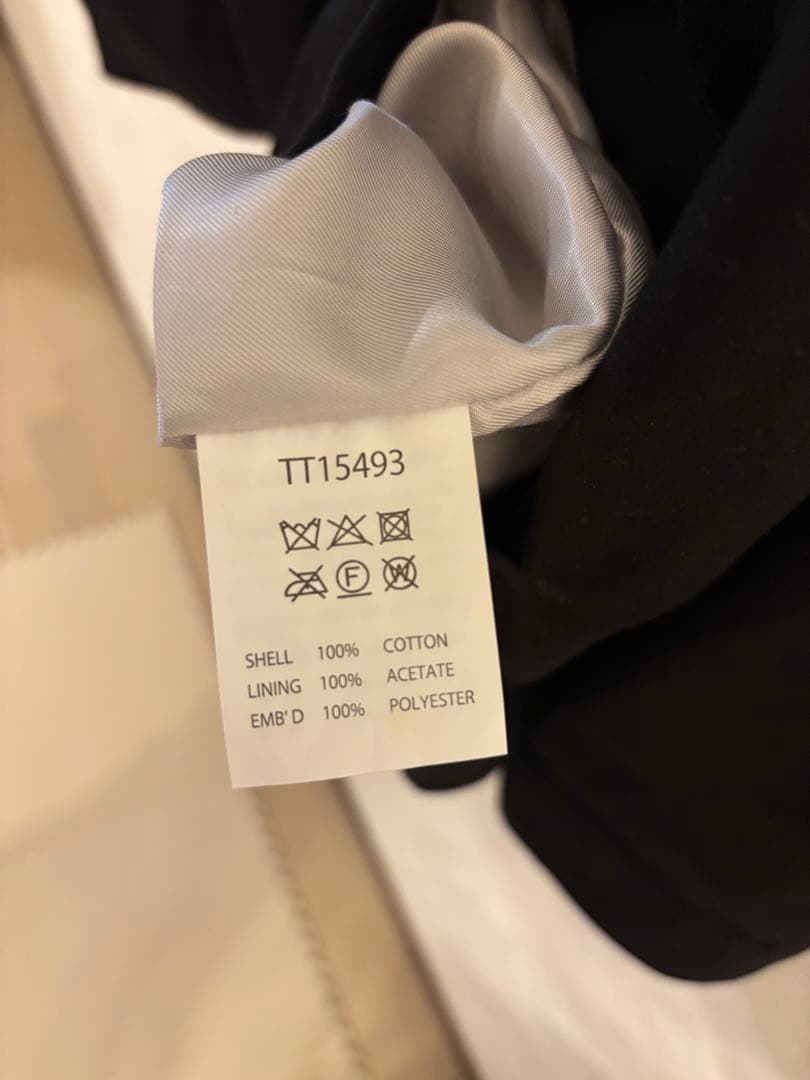 TT15493
F W
SHELL 100% COTTON
LINING 100% ACETATE
EMB'D 100% POLYESTER